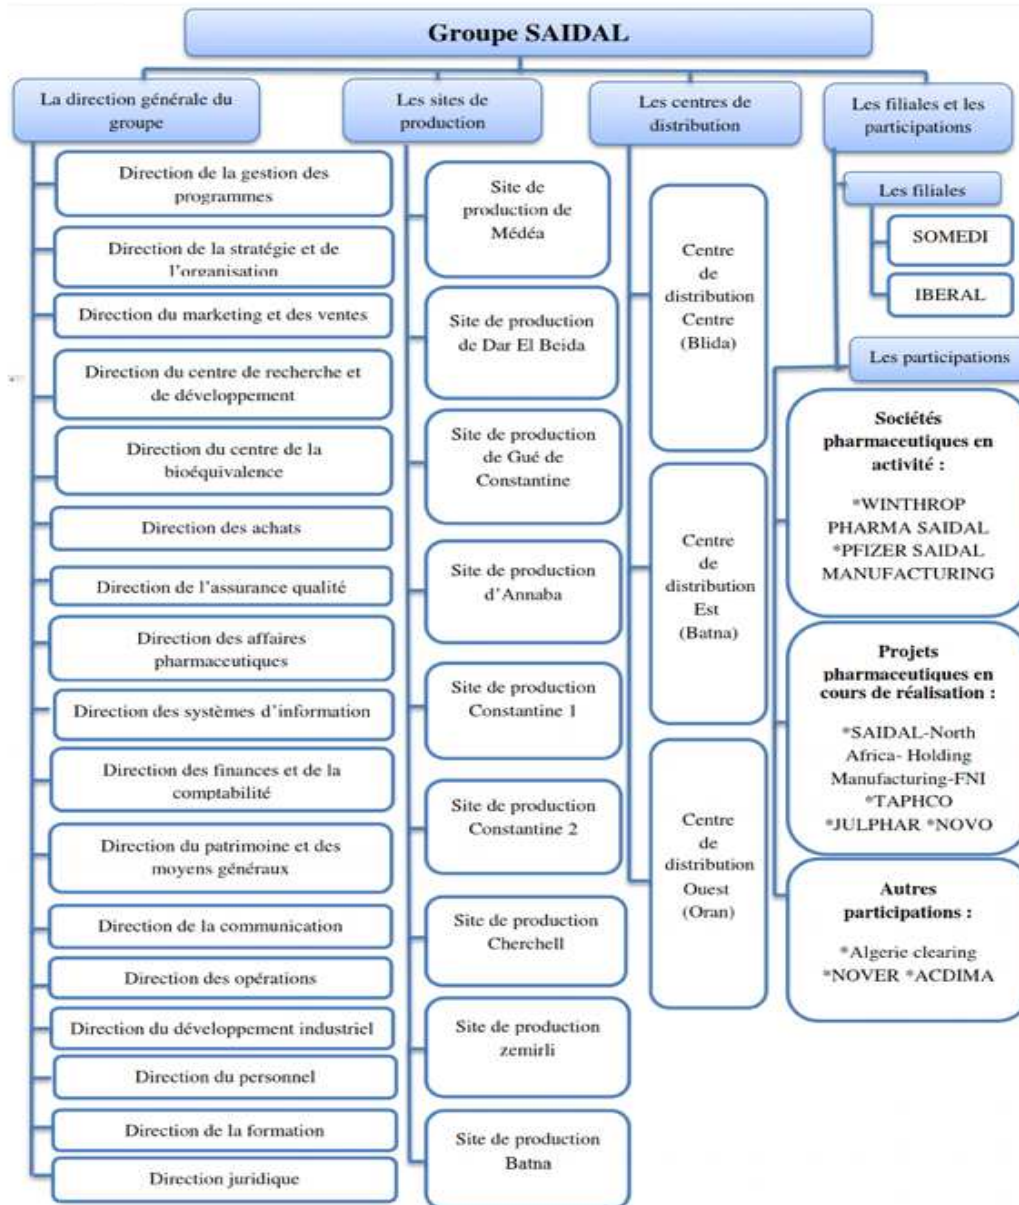 Groupe SAIDAL
La direction générale du
groupe
Direction de la gestion des
programmes
Direction de la stratégie et de
l'organisation
Direction du marketing et des ventes
Direction du centre de recherche et
de développement
Direction du centre de la
bioéquivalence
Direction des achats
Direction de l'assurance qualité
Direction des affaires
pharmaceutiques
Direction des systèmes d'information
Direction des finances et de la
comptabilité
Direction du patrimoine et des
moyens généraux
Direction de la communication
Direction des opérations
Direction du développement industriel
Direction du personnel
Direction de la formation
Direction juridique
Les sites de
production
Site de
production de
Médéa
Site de production
de Dar El Beida
Site de production
de Gué de
Constantine
Site de production
d'Annaba
Site de production
Constantine 1
Site de production
Constantine 2
Site de production
Cherchell
Site de production
zemirli
Site de production
Batna
Les centres de
distribution
Centre
de
distribution
Centre
(Blida)
Centre
de
distribution
Est
(Batna)
Centre
de
distribution
Ouest
(Oran)
Les filiales et les
participations
Les filiales
SOMEDI
IBERAL
Les participations
Sociétés
pharmaceutiques en
activité :
*WINTHROP
PHARMA SAIDAL
*PFIZER SAIDAL
MANUFACTURING
Projets
pharmaceutiques en
cours de réalisation :
*SAIDAL-North
Africa- Holding
Manufacturing-FNI
*TAPHCO
*JULPHAR *NOVO
Autres
participations :
*Algerie clearing
*NOVER *ACDIMA